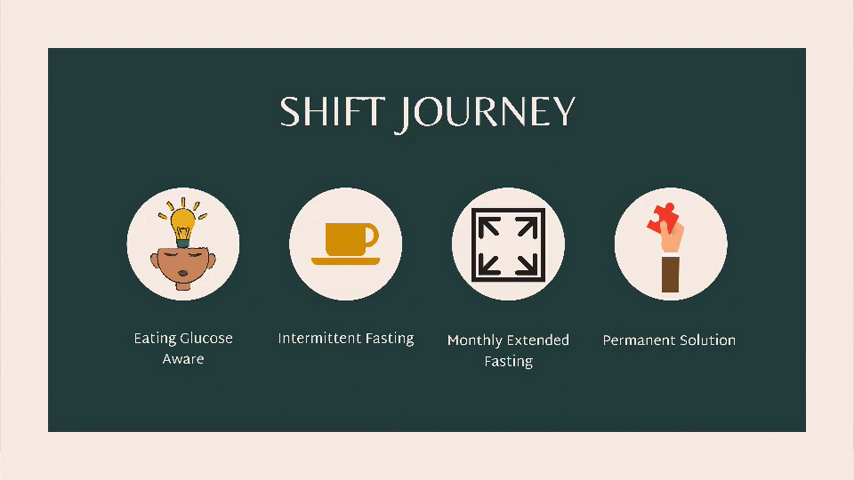 SHIFT JOURNEY
Eating Glucose
Aware
Intermittent Fasting
Monthly Extended
Fasting
Permanent Solution